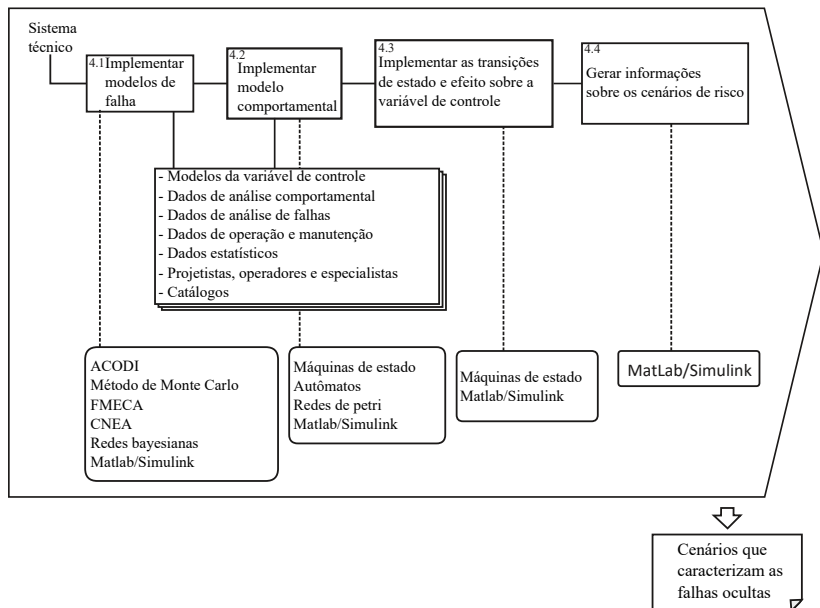 Sistema
técnico
4.1 Implementar
modelos de
falha
4.2
Implementar
modelo
comportamental
4.3
Implementar as transições
de estado e efeito sobre a
variável de controle
4.4
Gerar informações
sobre os cenários de risco
- Modelos da variável de controle
- Dados de análise comportamental
- Dados de análise de falhas
- Dados de operação e manutenção
- Dados estatísticos
- Projetistas, operadores e especialistas
- Catálogos
ACODI
Método de Monte Carlo
FMECA
CNEA
Redes bayesianas
Matlab/Simulink
Máquinas de estado
Autômatos
Redes de petri
Matlab/Simulink
Máquinas de estado
Matlab/Simulink
MatLab/Simulink
Cenários que
caracterizam as
falhas ocultas